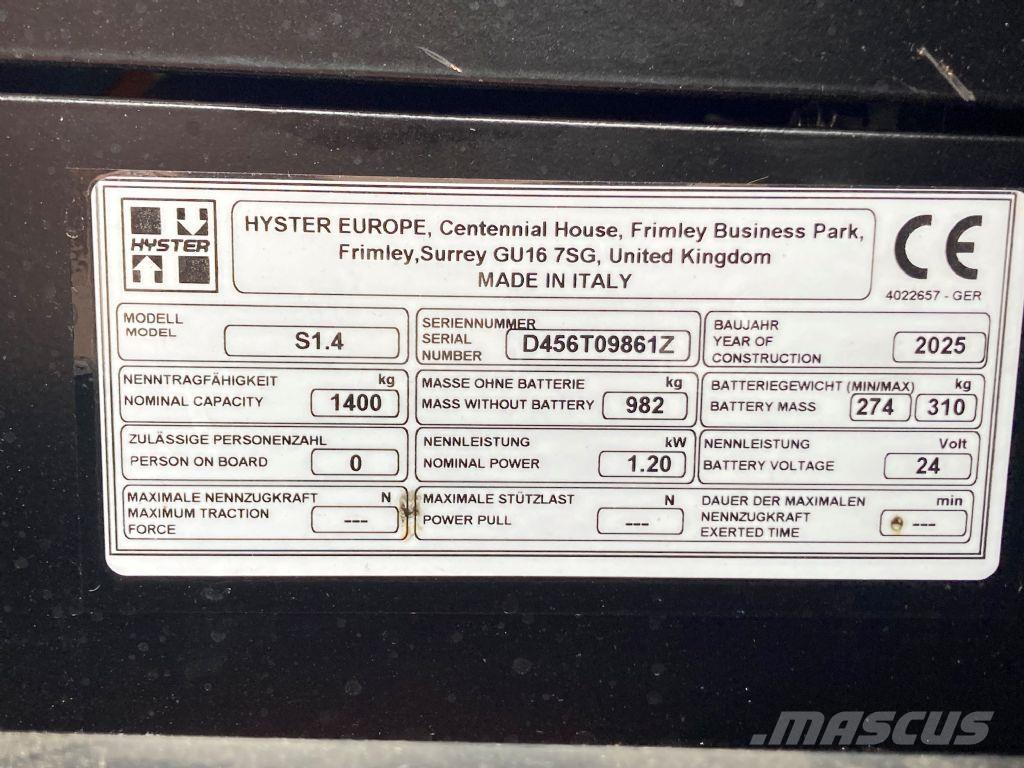 HYSTER
HYSTER EUROPE, Centennial House, Frimley Business Park,
Frimley,Surrey GU16 7SG, United Kingdom
MADE IN ITALY
CE
4022657 - GER
MODELL
MODEL
S1.4
SERIENNUMMER
SERIAL
NUMBER
D456T09861Z
BAUJAHR
YEAR OF
CONSTRUCTION
2025
NENNTRAGFÄHIGKEIT kg
NOMINAL CAPACITY 1400
MASSE OHNE BATTERIE kg
MASS WITHOUT BATTERY 982
BATTERIEGEWICHT (MIN/MAX) kg
BATTERY MASS 274 310
ZULÄSSIGE PERSONENZAHL
PERSON ON BOARD 0
NENNLEISTUNG kW
NOMINAL POWER 1.20
NENNLEISTUNG Volt
BATTERY VOLTAGE 24
MAXIMALE NENNZUGKRAFT N
MAXIMUM TRACTION
FORCE
---
MAXIMALE STÜTZLAST N
POWER PULL ---
DAUER DER MAXIMALEN min
NENNZUGKRAFT
EXERTED TIME
---
MASCUS